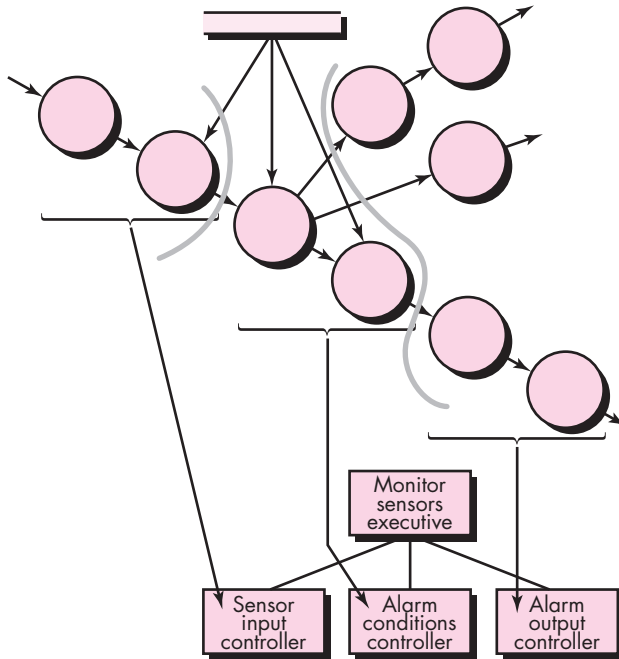 Monitor
sensors
executive
Sensor
input
controller
Alarm
conditions
controller
Alarm
output
controller